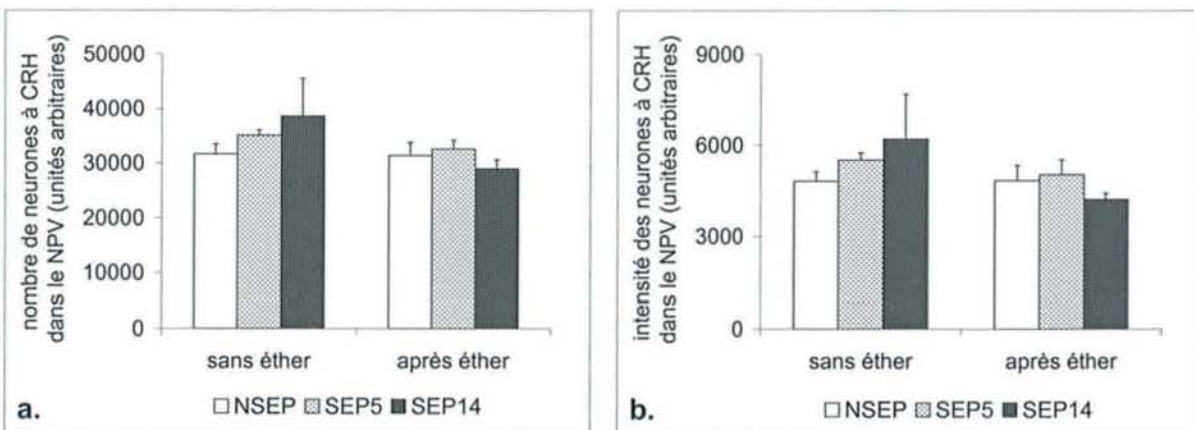 nombre de neurones à CRH
dans le NPV (unités arbitraires)
50000
40000
30000
20000
10000
0
sans éther après éther
NSEP SEP5 SEP14
a.
intensité des neurones à CRH
dans le NPV (unités arbitraires)
9000
6000
3000
0
sans éther après éther
NSEP SEP5 SEP14
b.